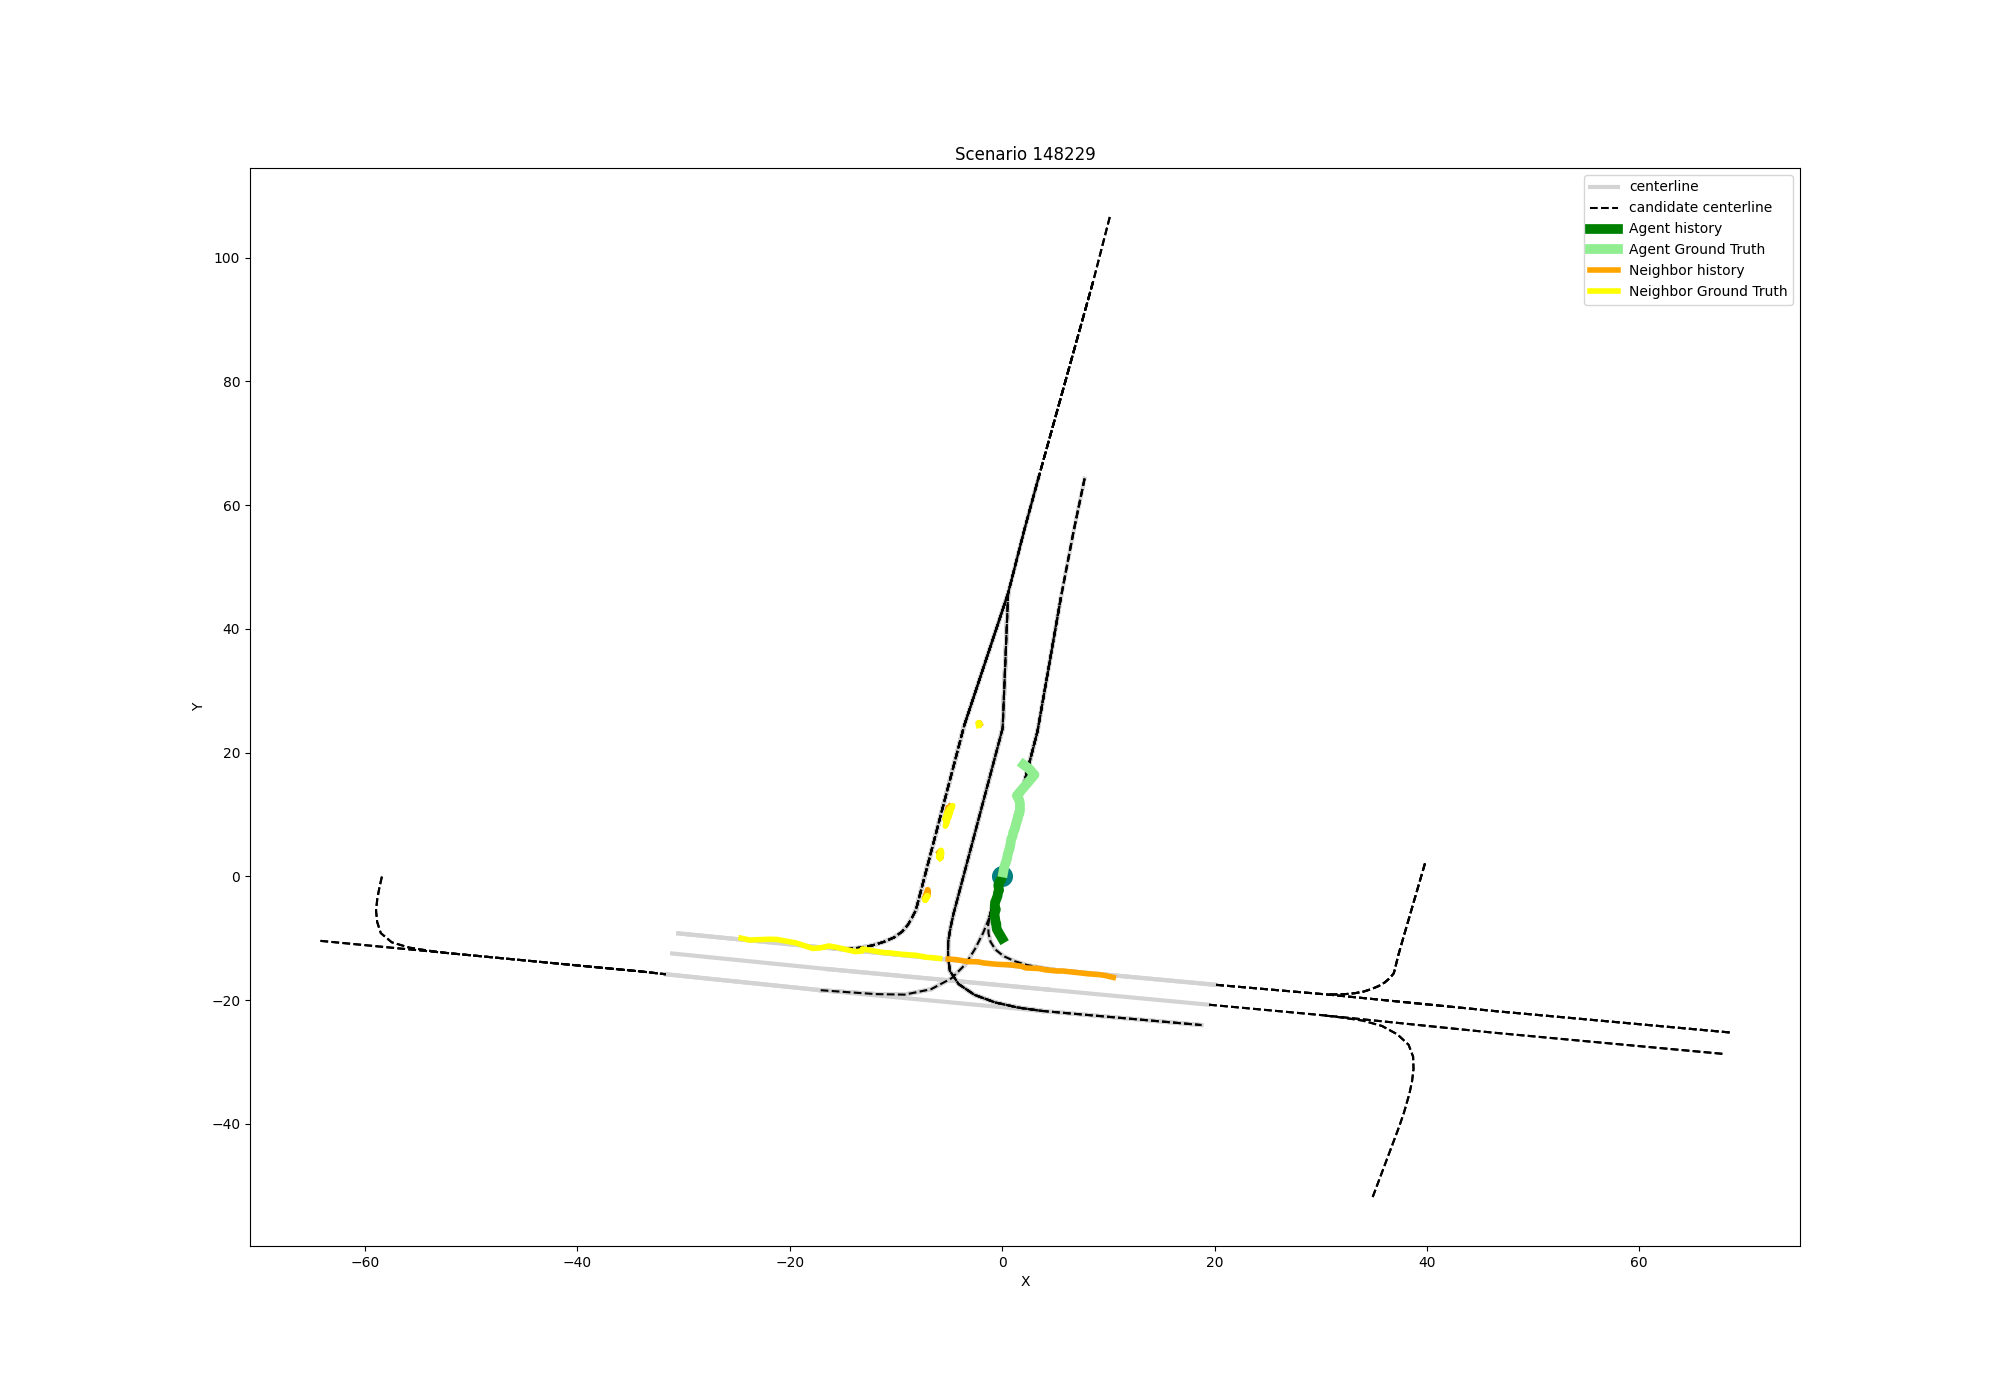 Scenario 148229
centerline
candidate centerline
Agent history
Agent Ground Truth
Neighbor history
Neighbor Ground Truth
100
80
60
40
20
0
−20
−40
Y
−60
−40
−20
0
20
40
60
X